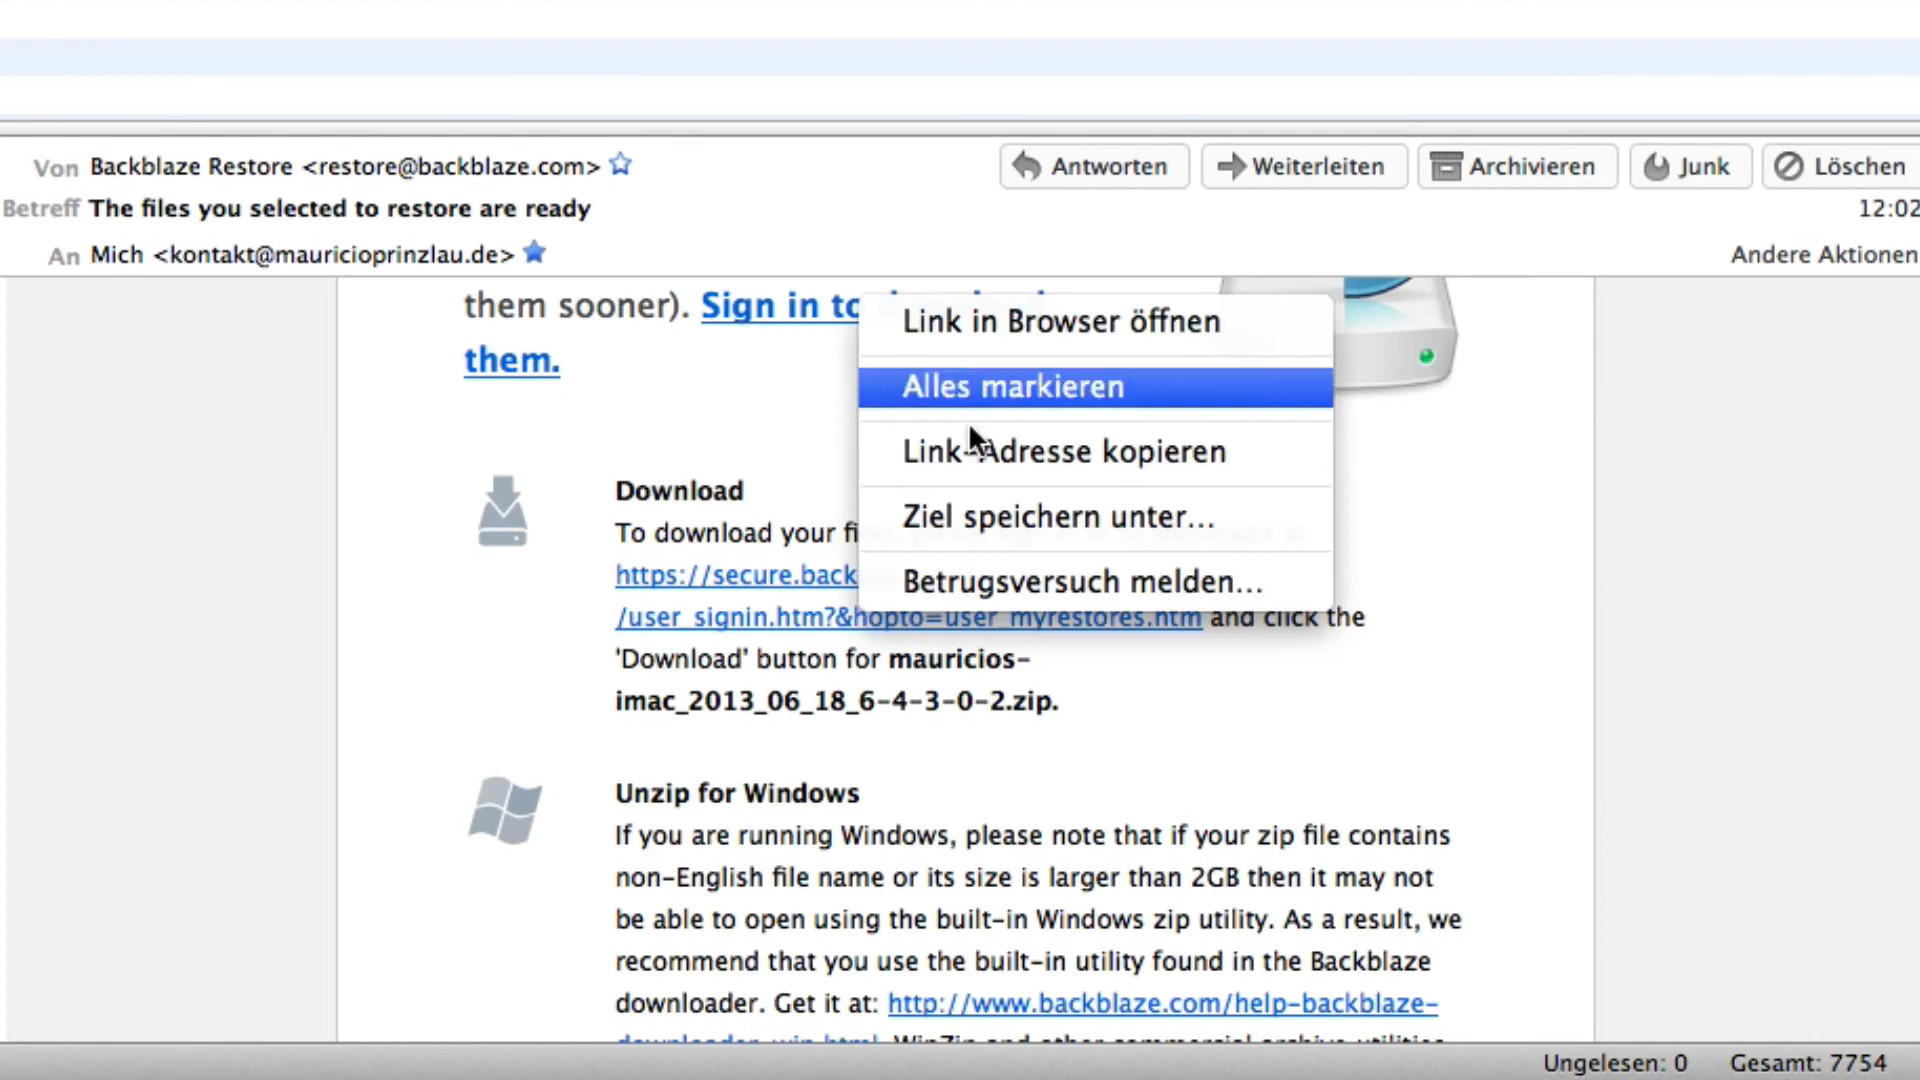 Von Backblaze Restore <restore@backblaze.com>
Antworten Weiterleiten Archivieren Junk Löschen
Betreff The files you selected to restore are ready
12:02
An Mich <kontakt@mauricioprinzlau.de>
Andere Aktionen
them sooner). Sign in to
them.
Link in Browser öffnen
Alles markieren
Link-Adresse kopieren
Ziel speichern unter...
Betrugsversuch melden...
Download
To download your
https://secure.back
/user_signin.htm?&hopto=user_myrestores.htm and click the
'Download' button for mauricios-
imac_2013_06_18_6-4-3-0-2.zip.
Unzip for Windows
If you are running Windows, please note that if your zip file contains
non-English file name or its size is larger than 2GB then it may not
be able to open using the built-in Windows zip utility. As a result, we
recommend that you use the built-in utility found in the Backblaze
downloader. Get it at: http://www.backblaze.com/help-backblaze-
Ungelesen: 0 Gesamt: 7754